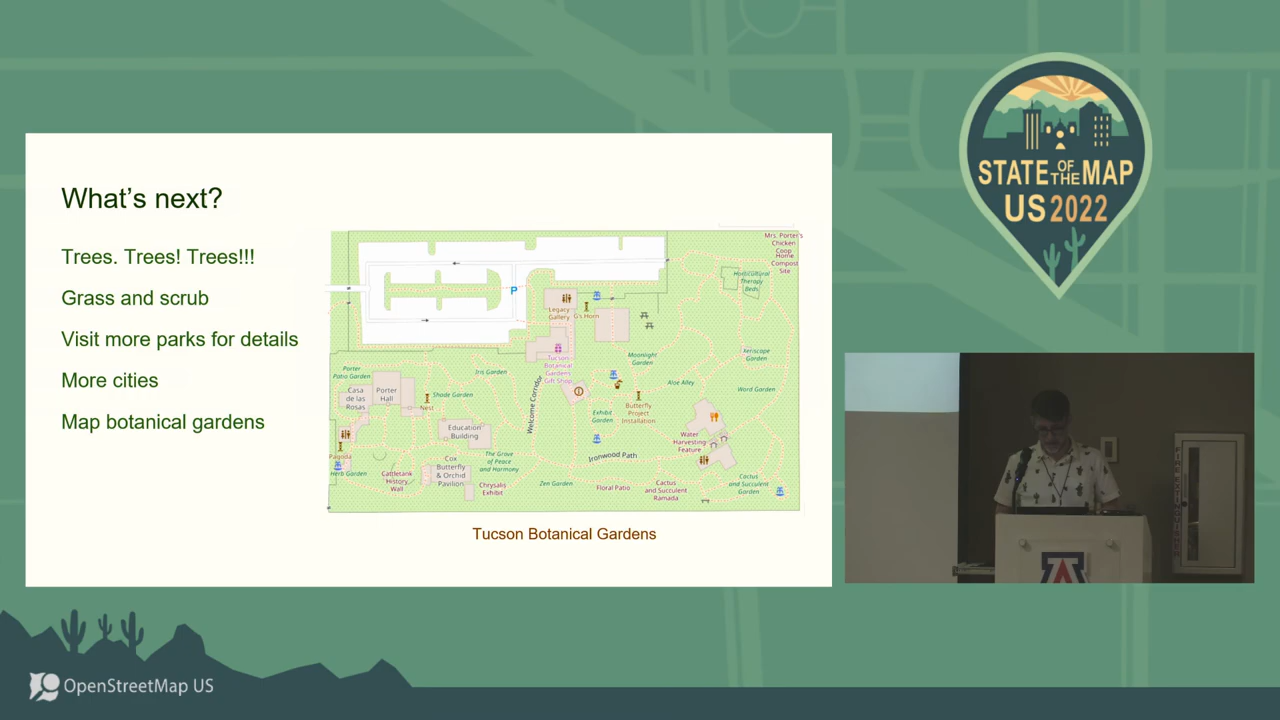 What's next?
Trees. Trees! Trees!!!
Grass and scrub
Visit more parks for details
More cities
Map botanical gardens
Mrs. Porter's
Chicken
Coop
Home
Compost
Site
Horticultural
Therapy
Beds
P
Legacy
Gallery
G's Horn
Tucson
Botanical
Gardens
Gift Shop
Moonlight
Garden
Xeriscape
Garden
Porter
Patio Garden
Iris Garden
Aloe Alley
Word Garden
Casa
de las
Rosas
Porter
Hall
Shade Garden
Nest
Welcome Corridor
Exhibit
Garden
Butterfly
Project
Installation
Education
Building
Water
Harvesting
Feature
Pagoda
Herb Garden
Cattletank
History
Wall
Cox
Butterfly
& Orchid
Pavilion
The Grove
of Peace
and Harmony
Ironwood Path
Chrysalis
Exhibit
Zen Garden
Floral Patio
Cactus
and Succulent
Ramada
Cactus
and Succulent
Garden
Tucson Botanical Gardens
STATE OF THE MAP
US 2022
A
OpenStreetMap US